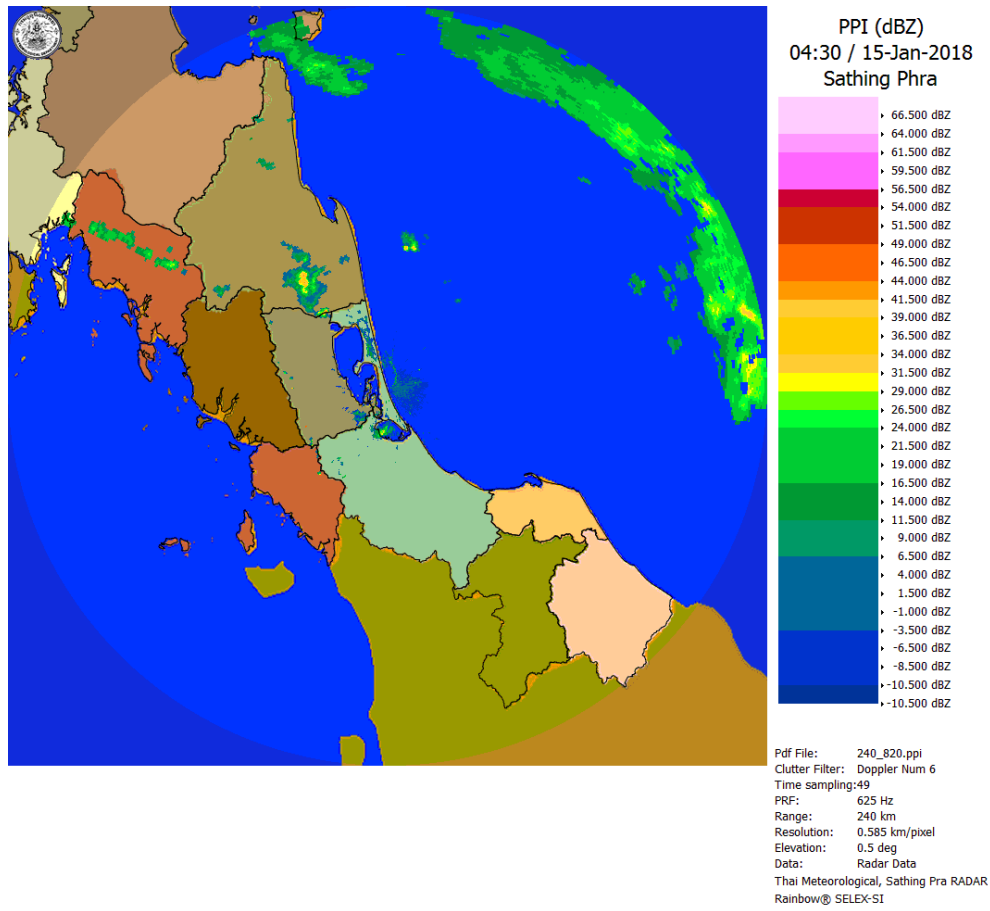 PPI (dBZ)
04:30 / 15-Jan-2018
Sathing Phra
66.500 dBZ
64.000 dBZ
61.500 dBZ
59.500 dBZ
56.500 dBZ
54.000 dBZ
51.500 dBZ
49.000 dBZ
46.500 dBZ
44.000 dBZ
41.500 dBZ
39.000 dBZ
36.500 dBZ
34.000 dBZ
31.500 dBZ
29.000 dBZ
26.500 dBZ
24.000 dBZ
21.500 dBZ
19.000 dBZ
16.500 dBZ
14.000 dBZ
11.500 dBZ
9.000 dBZ
6.500 dBZ
4.000 dBZ
1.500 dBZ
-1.000 dBZ
-3.500 dBZ
-6.500 dBZ
-8.500 dBZ
-10.500 dBZ
-10.500 dBZ
Pdf File: 240_820.ppi
Clutter Filter: Doppler Num 6
Time sampling:49
PRF: 625 Hz
Range: 240 km
Resolution: 0.585 km/pixel
Elevation: 0.5 deg
Data: Radar Data
Thai Meteorological, Sathing Pra RADAR
Rainbow® SELEX-SI